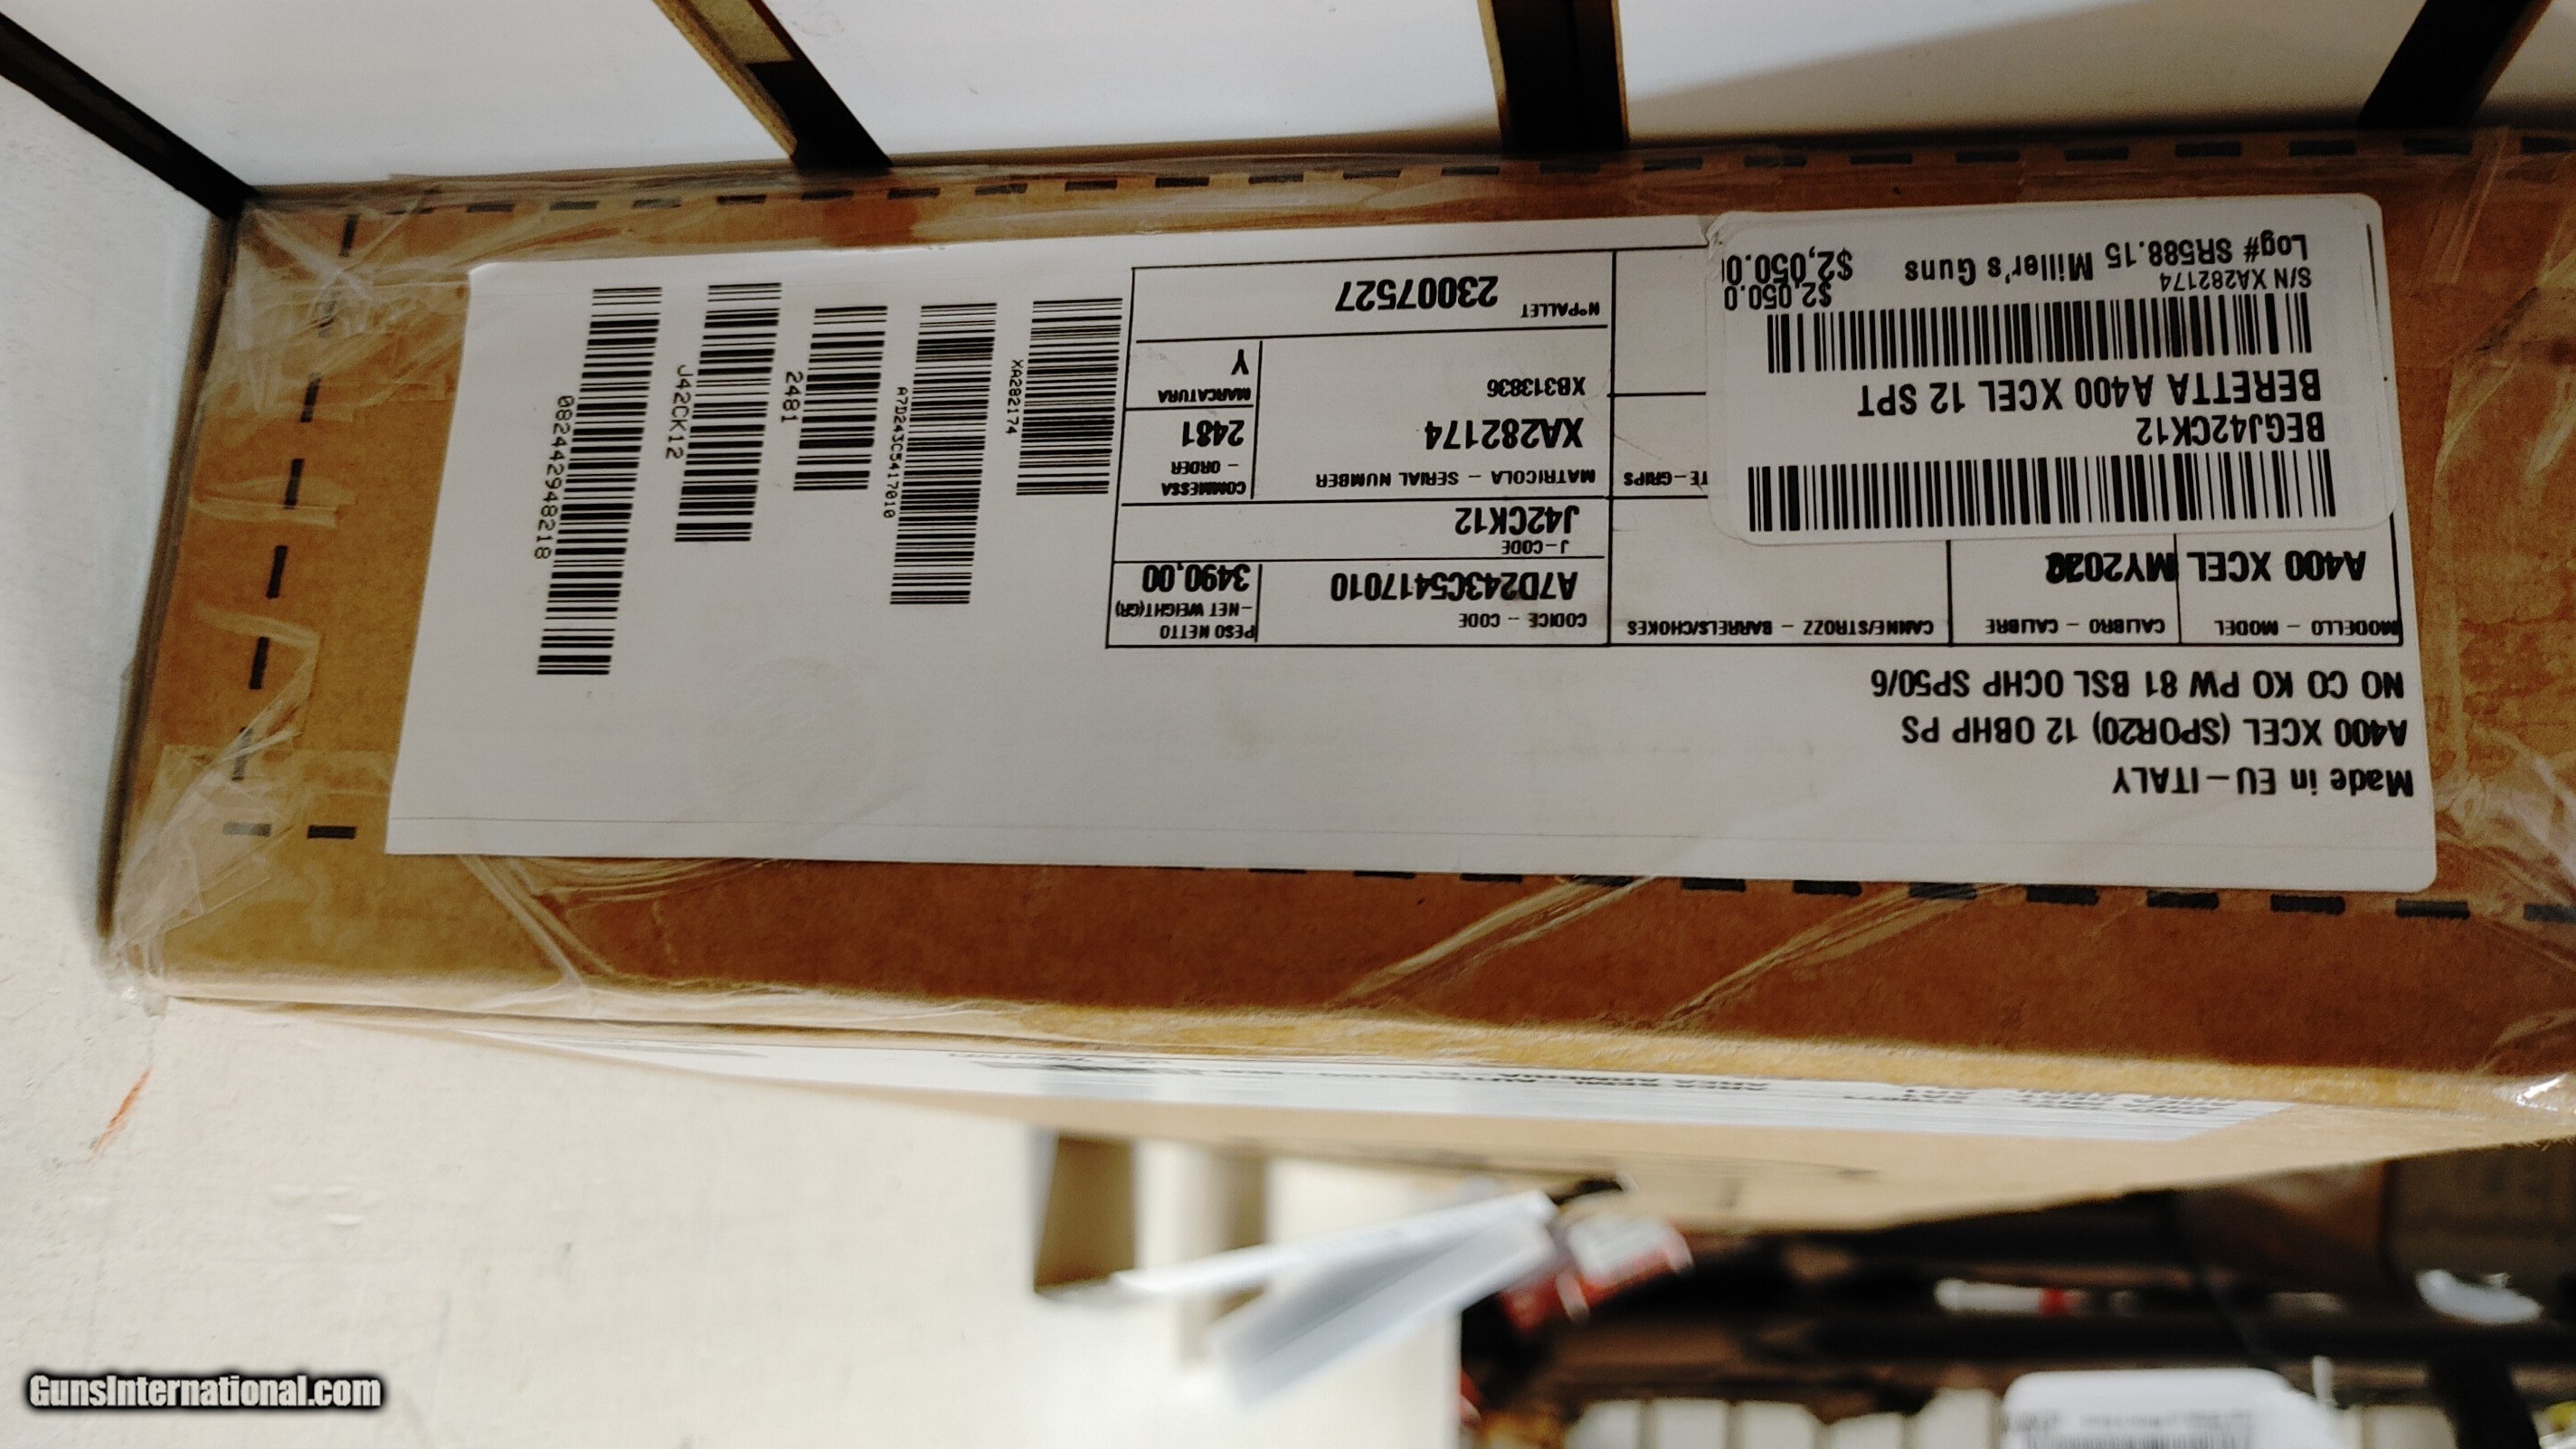 Made in EU-ITALY
A400 XCEL (SPOR20) 12 OBHP PS
NO CO KO PW 81 BSL OCHP SP50/6
MODELLO - MODEL
CALIBRO - CALIBRE
CANNE/STROZZ - BARRELS/CHOKES
CODICE - CODE
PESO NETTO
-NET WEIGHT(GR)
A400 XCEL
A7D243C5417010
3490,00
J-CODE
J42CK12
TE-GRIPS
MATRICOLA - SERIAL NUMBER
COMMESSA
- ORDER
XA282174
2481
XB313836
MARCATURA
Y
N°PALLET
23007527
BEGJ42CK12
BERETTA A400 XCEL 12 SPT
S/N XA282174
$2,050.0
Log# SR588.15 Miller's Guns
$2,050.0
XA282174
A7D243C5417010
2481
J42CK12
082442948218
GunsInternational.com